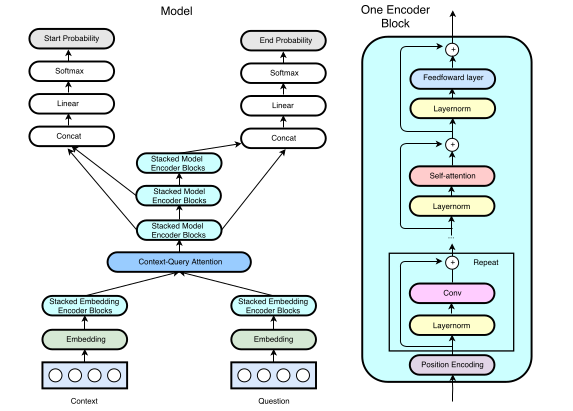 Model
Start Probability
End Probability
Softmax
Softmax
Linear
Linear
Concat
Concat
Stacked Model
Encoder Blocks
Stacked Model
Encoder Blocks
Stacked Model
Encoder Blocks
Context-Query Attention
Stacked Embedding
Encoder Blocks
Stacked Embedding
Encoder Blocks
Embedding
Embedding
Context
Question
One Encoder
Block
+
Feedfoward layer
Layernorm
+
Self-attention
Layernorm
...
+
Repeat
Conv
Layernorm
Position Encoding